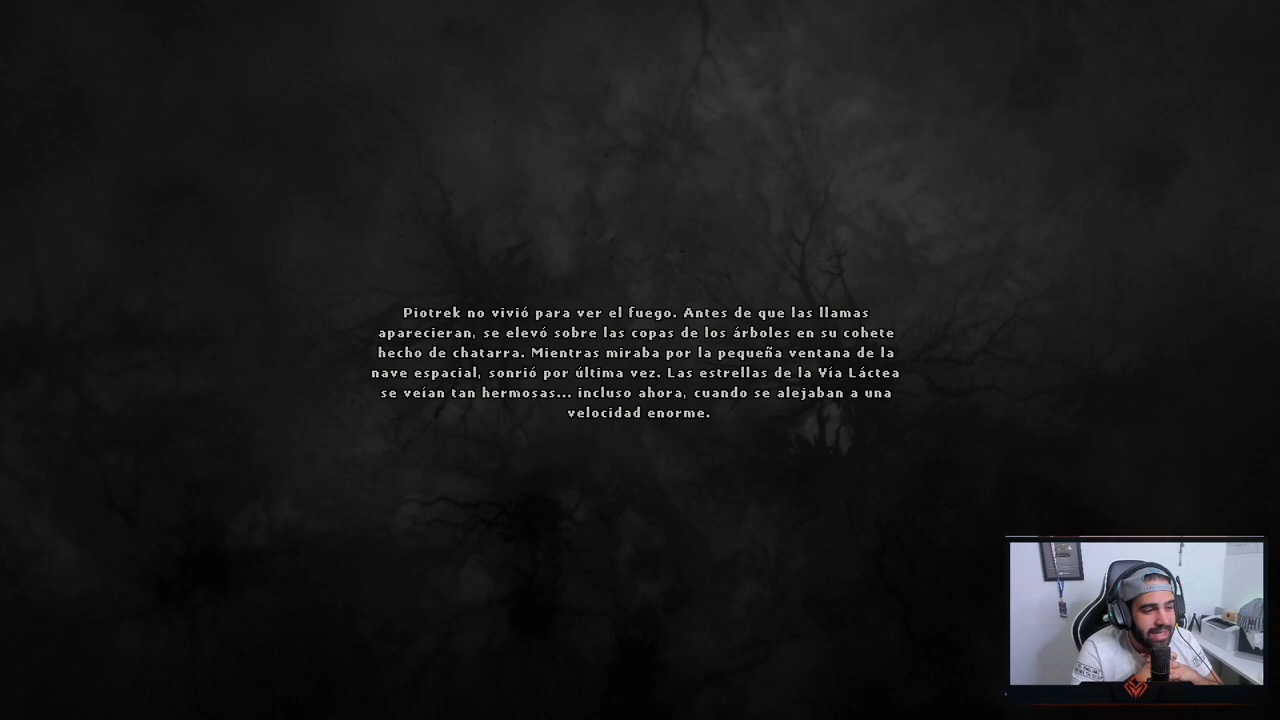 Piotrek no vivió para ver el fuego. Antes de que las llamas
aparecieran, se elevó sobre las copas de los árboles en su cohete
hecho de chatarra. Mientras miraba por la pequeña ventana de la
nave espacial, sonrió por última vez. Las estrellas de la Vía Láctea
se veían tan hermosas... incluso ahora, cuando se alejaban a una
velocidad enorme.